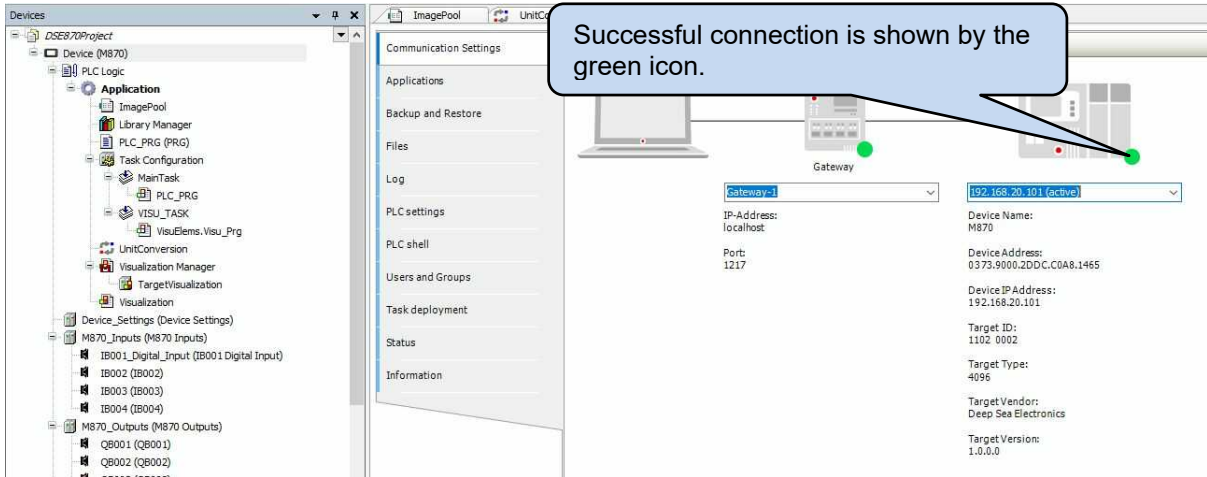 Devices
DSE870Project
Device (M870)
PLC Logic
Application
ImagePool
Library Manager
PLC_PRG (PRG)
Task Configuration
MainTask
PLC_PRG
VISU_TASK
VisuElems.Visu_Prg
UnitConversion
Visualization Manager
TargetVisualization
Visualization
Device_Settings (Device Settings)
M870_Inputs (M870 Inputs)
IB001_Digital_Input (IB001 Digital Input)
IB002 (IB002)
IB003 (IB003)
IB004 (IB004)
M870_Outputs (M870 Outputs)
QB001 (QB001)
QB002 (QB002)
ImagePool
Communication Settings
Applications
Backup and Restore
Files
Log
PLC settings
PLC shell
Users and Groups
Task deployment
Status
Information
Successful connection is shown by the
green icon.
Gateway
Gateway-1
IP-Address:
localhost
Port:
1217
192.168.20.101 (active)
Device Name:
M870
Device Address:
0373.9000.2DDC.C0A8.1465
Device IP Address:
192.168.20.101
Target ID:
1102 0002
Target Type:
4096
Target Vendor:
Deep Sea Electronics
Target Version:
1.0.0.0